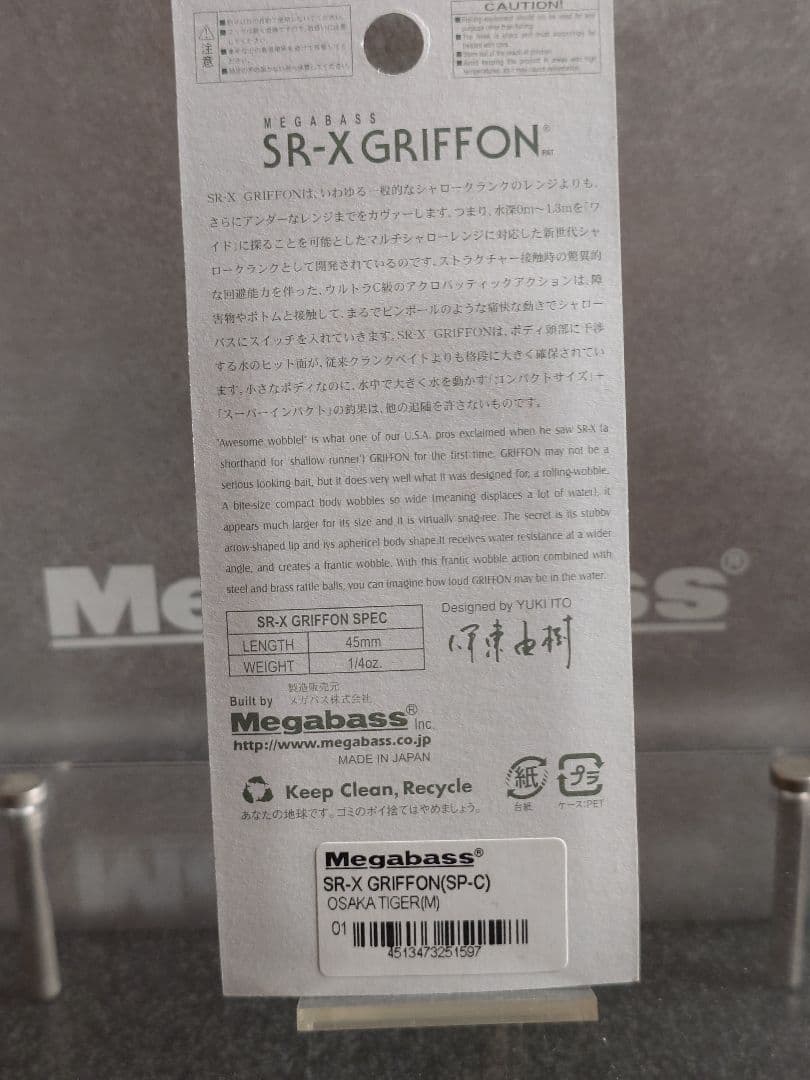 注意
CAUTION!
MEGABASS
SR-X GRIFFON®
PAT.
SR-X GRIFFONは、いわゆる一般的なシャロークランクのレンジよりも、
さらにアンダーなレンジまでをカヴァーします。つまり、水深0m〜1.3mを「ワ
イド」に探ることを可能としたマルチシャローレンジに対応した新世代シャ
ロークランクとして開発されているのです。ストラクチャー接触時の驚異的
な回避能力を伴った、ウルトラC級のアクロバッティックアクションは、障
害物やボトムと接触して、まるでピンボールのような痛快な動きでシャロー
バスにスイッチを入れていきます。SR-X GRIFFONは、ボディ頭部に干渉
する水のヒット面が、従来クランクベイトよりも格段に大きく確保されてい
ます。小さなボディなのに、水中で大きく水を動かす「コンパクトサイズ」+
「スーパーインパクト」の釣果は、他の追随を許さないものです。
"Awesome wobble!" is what one of our U.S.A. pros exclaimed when he saw SR-X (a
shorthand for 'shallow runner') GRIFFON for the first time. GRIFFON may not be a
serious looking bait, but it does very well what it was designed for, a rolling-wobble.
A bite-size compact body wobbles so wide (meaning displaces a lot of water), it
appears much larger for its size and it is virtually snag-ree. The secret is its stubby
arrow-shaped lip and ivs aphericel body shape.It receives water resistance at a wider
angle, and creates a frantic wobble. With this frantic wobble action combined with
steel and brass rattle balls, you can imagine how loud GRIFFON may be in the water.
SR-X GRIFFON SPEC
LENGTH 45mm
WEIGHT 1/4oz.
Designed by YUKI ITO
伊東由樹
製造販売元
Built by メガバス株式会社
Megabass® Inc.
http://www.megabass.co.jp
MADE IN JAPAN
Keep Clean, Recycle
あなたの地球です。ゴミのポイ捨てはやめましょう。
紙
台紙
プラ
ケース:PET
Megabass®
SR-X GRIFFON(SP-C)
OSAKA TIGER(M)
01
4513473251597